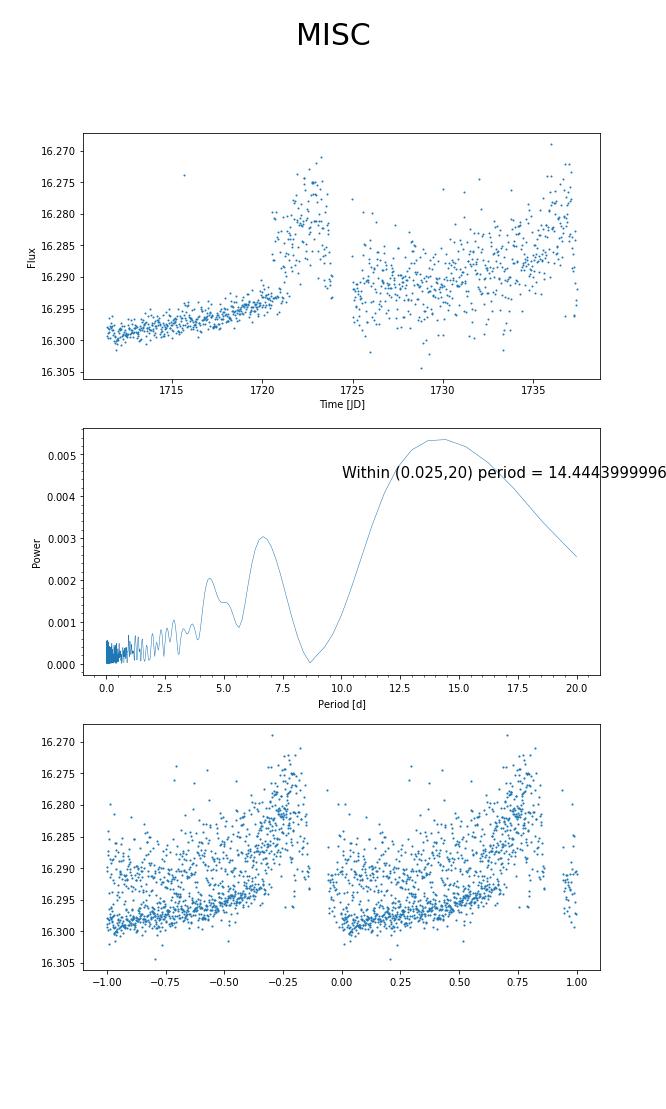 MISC
16.270
16.275
16.280
16.285
16.290
16.295
16.300
16.305
Flux
1715 1720 1725 1730 1735
Time [JD]
0.005
0.004
0.003
0.002
0.001
0.000
Power
Within (0.025,20) period = 14.4443999996
0.0 2.5 5.0 7.5 10.0 12.5 15.0 17.5 20.0
Period [d]
16.270
16.275
16.280
16.285
16.290
16.295
16.300
16.305
−1.00 −0.75 −0.50 −0.25 0.00 0.25 0.50 0.75 1.00